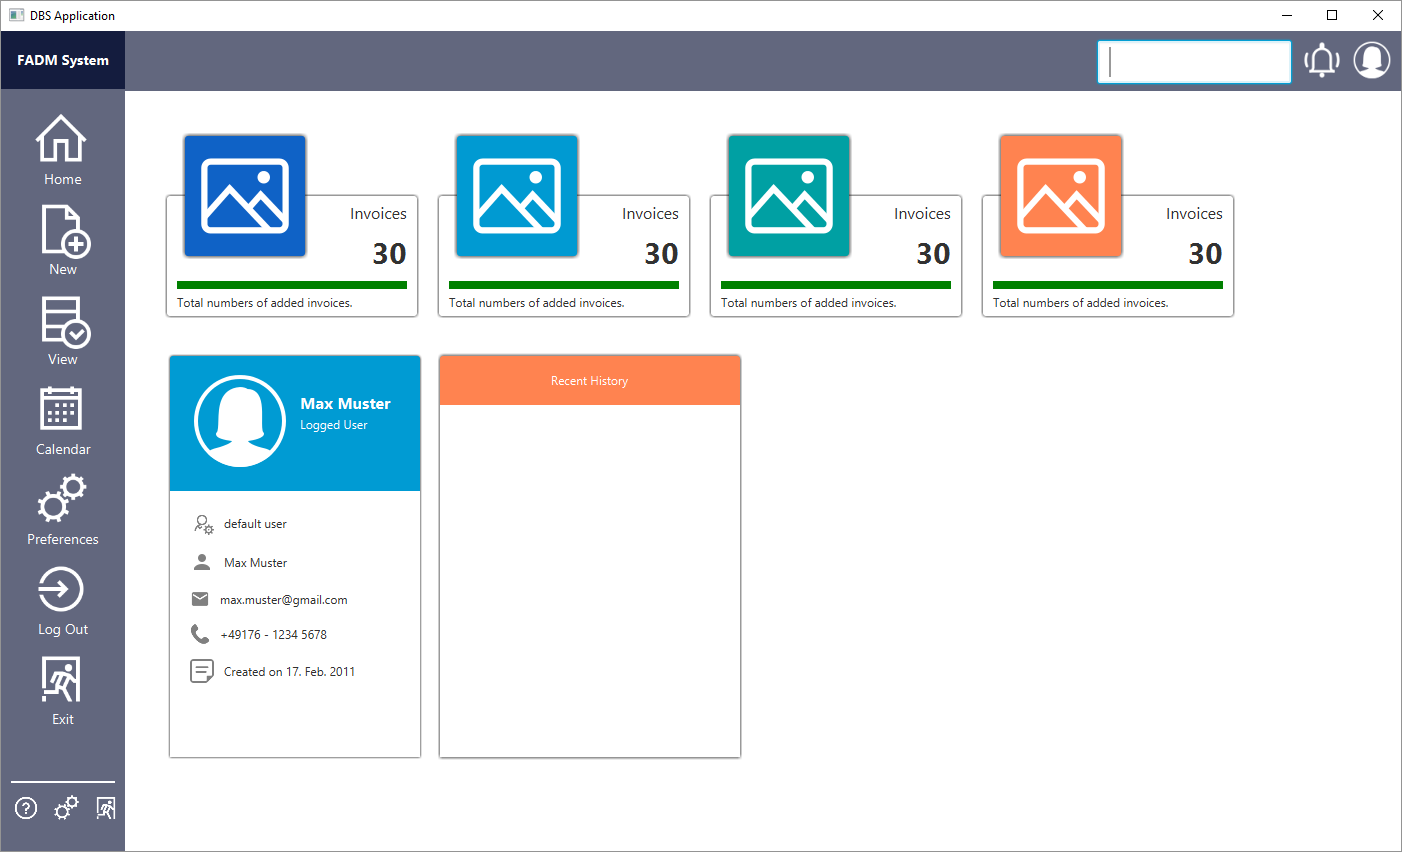 DBS Application
FADM System
Home
New
View
Calendar
Preferences
Log Out
Exit
?
Invoices
30
Total numbers of added invoices.
Invoices
30
Total numbers of added invoices.
Invoices
30
Total numbers of added invoices.
Invoices
30
Total numbers of added invoices.
Max Muster
Logged User
default user
Max Muster
max.muster@gmail.com
+49176 - 1234 5678
Created on 17. Feb. 2011
Recent History